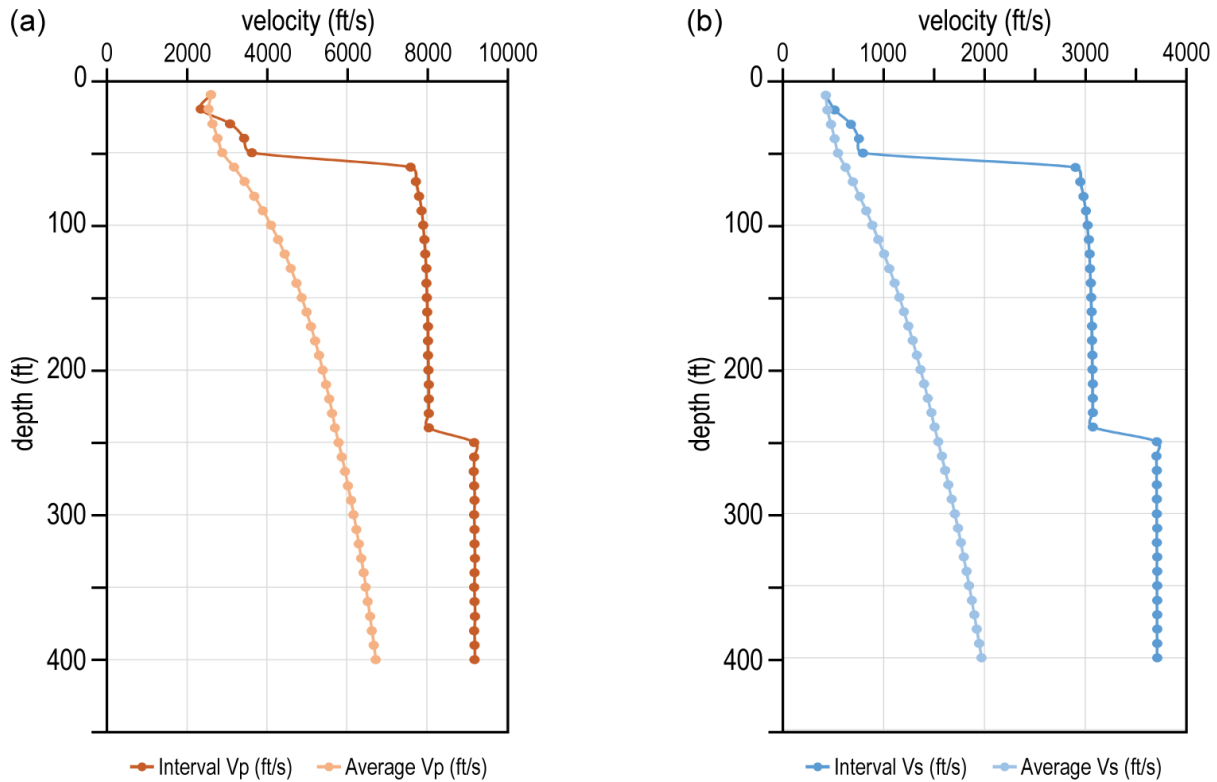 (a)
velocity (ft/s)
0 2000 4000 6000 8000 10000
0
100
200
300
400
depth (ft)
Interval Vp (ft/s) Average Vp (ft/s)
(b)
velocity (ft/s)
0 1000 2000 3000 4000
0
100
200
300
400
depth (ft)
Interval Vs (ft/s) Average Vs (ft/s)